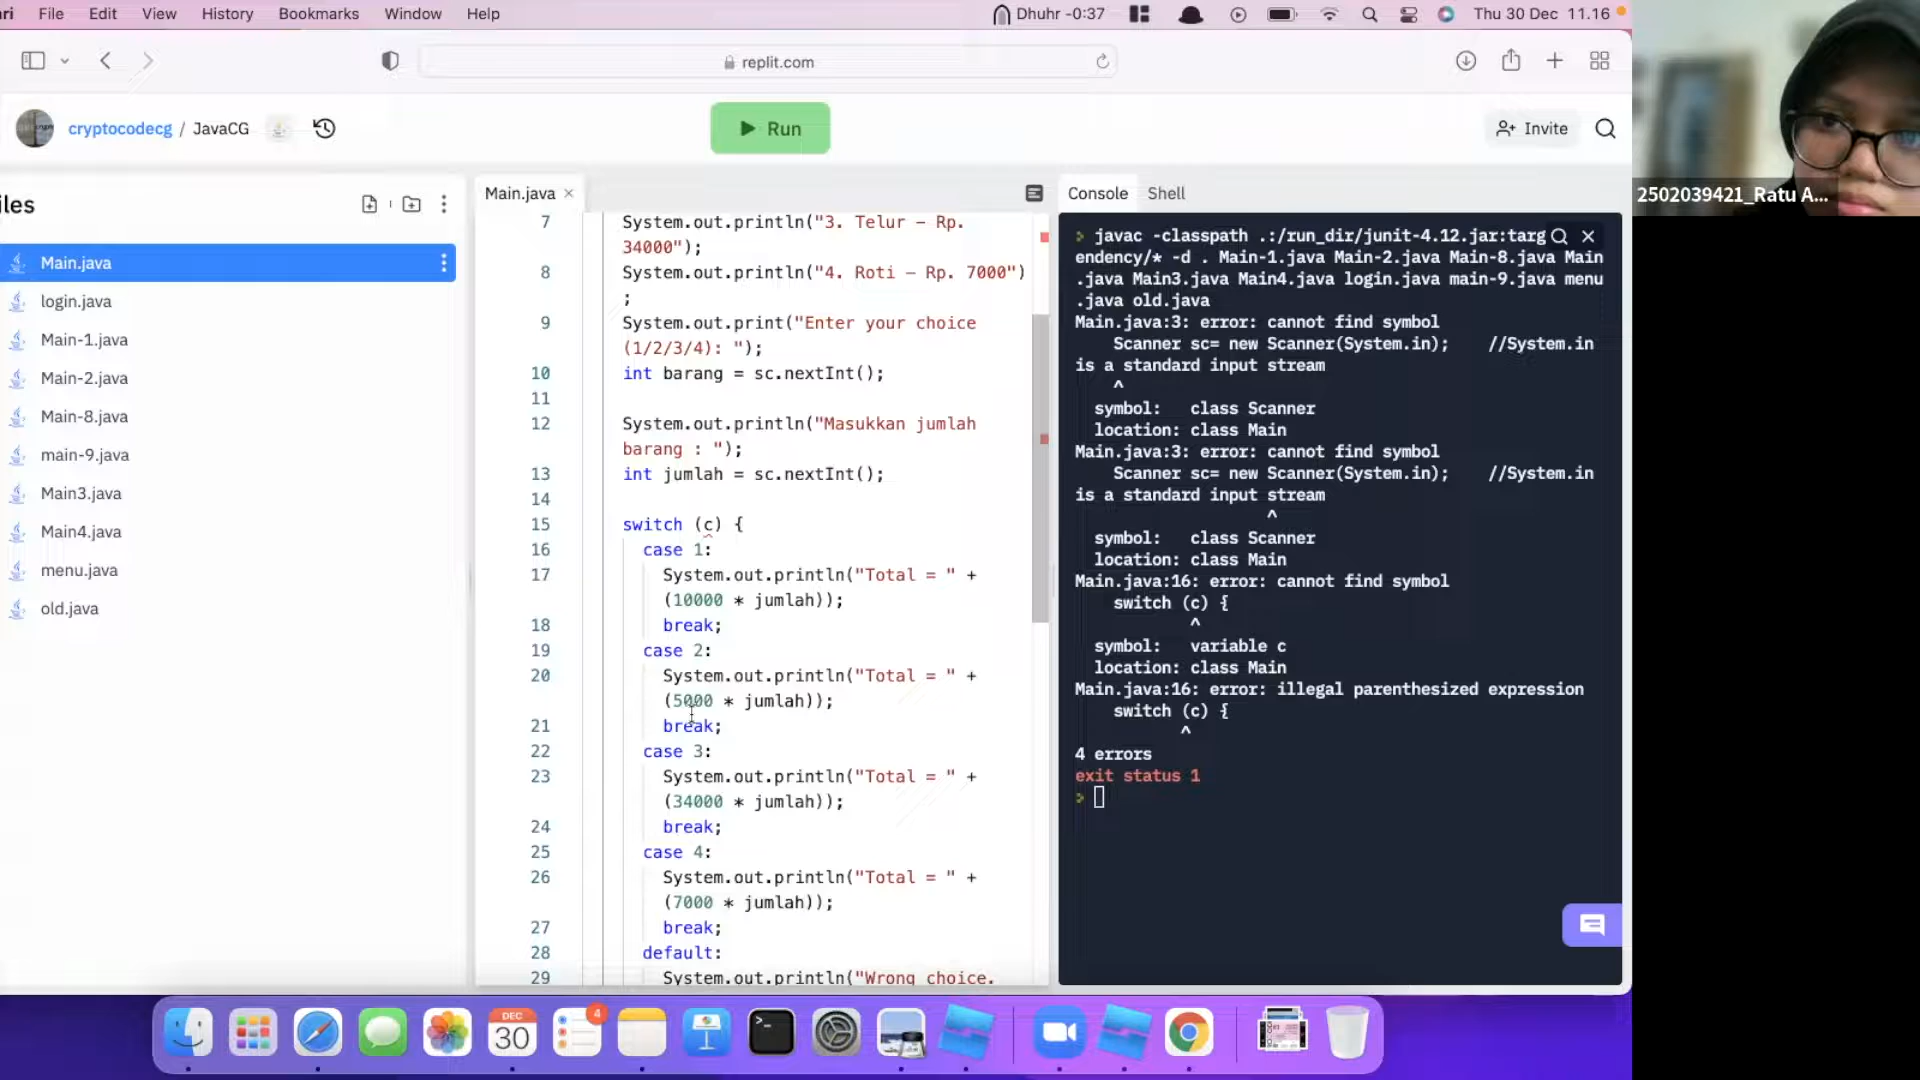 ri File Edit View History Bookmarks Window Help Dhuhr -0:37 Thu 30 Dec 11.16
replit.com
cryptocodecg / JavaCG Run Invite
iles
Main.java
login.java
Main-1.java
Main-2.java
Main-8.java
main-9.java
Main3.java
Main4.java
menu.java
old.java
Main.java ×
7 System.out.println("3. Telur – Rp.
34000");
8 System.out.println("4. Roti – Rp. 7000")
;
9 System.out.print("Enter your choice
(1/2/3/4): ");
10 int barang = sc.nextInt();
11
12 System.out.println("Masukkan jumlah
barang : ");
13 int jumlah = sc.nextInt();
14
15 switch (c) {
16 case 1:
17 System.out.println("Total = " +
(10000 * jumlah));
18 break;
19 case 2:
20 System.out.println("Total = " +
(5000 * jumlah));
21 break;
22 case 3:
23 System.out.println("Total = " +
(34000 * jumlah));
24 break;
25 case 4:
26 System.out.println("Total = " +
(7000 * jumlah));
27 break;
28 default:
29 System.out.println("Wrong choice.
Console Shell
> javac -classpath .:/run_dir/junit-4.12.jar:targ
endency/* -d . Main-1.java Main-2.java Main-8.java Main
.java Main3.java Main4.java login.java main-9.java menu
.java old.java
Main.java:3: error: cannot find symbol
Scanner sc= new Scanner(System.in); //System.in
is a standard input stream
^
symbol: class Scanner
location: class Main
Main.java:3: error: cannot find symbol
Scanner sc= new Scanner(System.in); //System.in
is a standard input stream
^
symbol: class Scanner
location: class Main
Main.java:16: error: cannot find symbol
switch (c) {
^
symbol: variable c
location: class Main
Main.java:16: error: illegal parenthesized expression
switch (c) {
^
4 errors
exit status 1
>
2502039421_Ratu A...
DEC
30
4